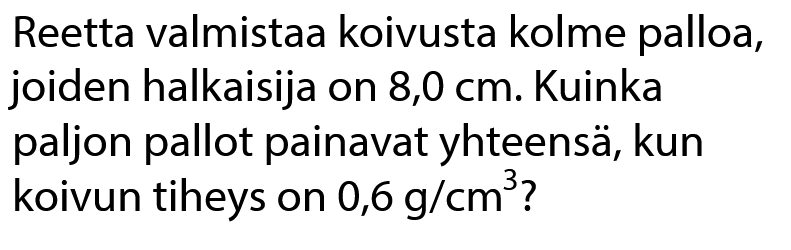 Reetta valmistaa koivusta kolme palloa,
joiden halkaisija on 8,0 cm. Kuinka
paljon pallot painavat yhteensä, kun
koivun tiheys on 0,6 g/cm³?